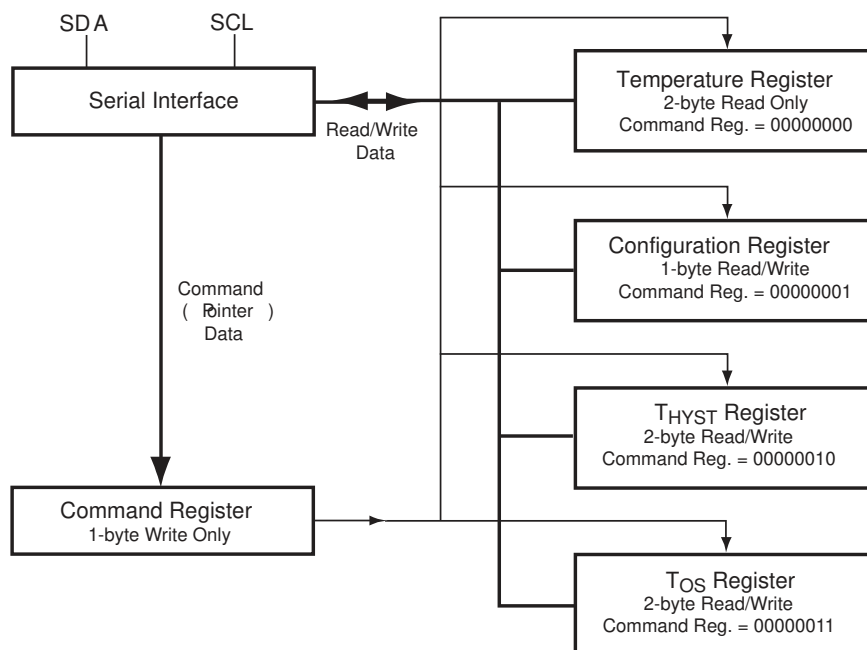 SDA
SCL
Serial Interface
Read/Write
Data
Temperature Register
2-byte Read Only
Command Reg. = 00000000
Configuration Register
1-byte Read/Write
Command Reg. = 00000001
Command
(Pointer)
Data
THYST Register
2-byte Read/Write
Command Reg. = 00000010
Command Register
1-byte Write Only
TOS Register
2-byte Read/Write
Command Reg. = 00000011